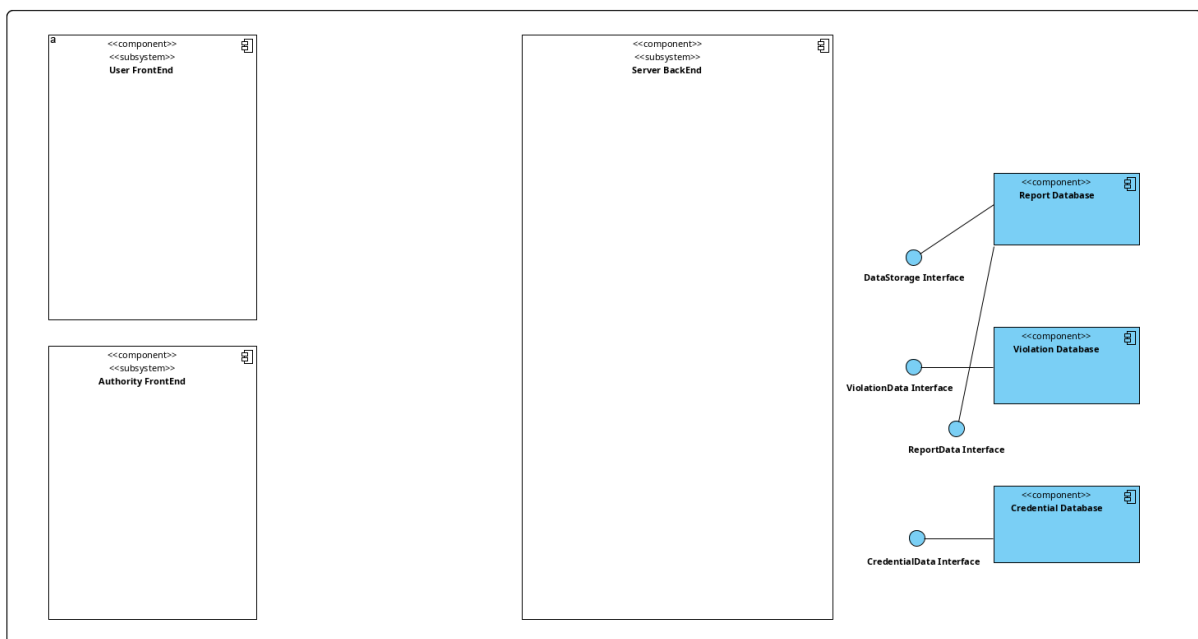 a
<<component>>
<<subsystem>>
User FrontEnd
<<component>>
<<subsystem>>
Server BackEnd
<<component>>
Report Database
DataStorage Interface
<<component>>
Violation Database
ViolationData Interface
<<component>>
<<subsystem>>
Authority FrontEnd
ReportData Interface
<<component>>
Credential Database
CredentialData Interface